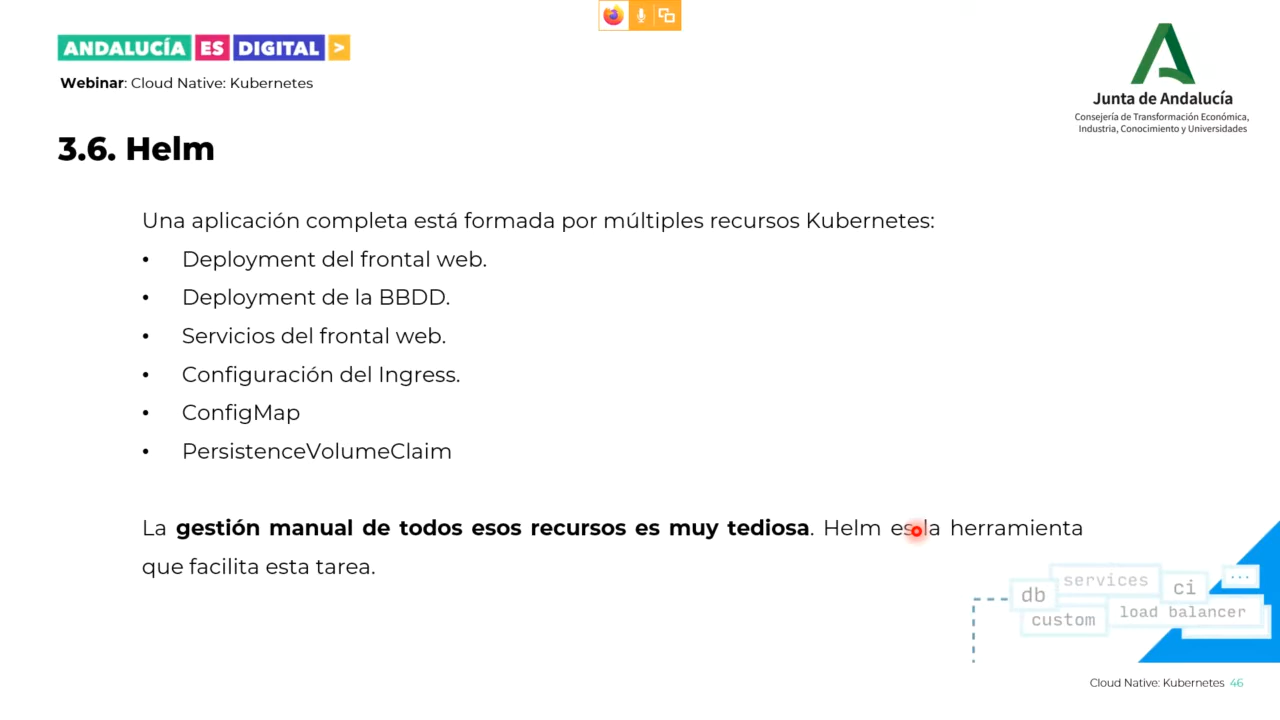 ANDALUCÍA ES DIGITAL >
Webinar: Cloud Native: Kubernetes
Junta de Andalucía
Consejería de Transformación Económica,
Industria, Conocimiento y Universidades
3.6. Helm
Una aplicación completa está formada por múltiples recursos Kubernetes:
• Deployment del frontal web.
• Deployment de la BBDD.
• Servicios del frontal web.
• Configuración del Ingress.
• ConfigMap
• PersistenceVolumeClaim
La gestión manual de todos esos recursos es muy tediosa. Helm es la herramienta
que facilita esta tarea.
services
ci
...
db
custom
load balancer
Cloud Native: Kubernetes 46